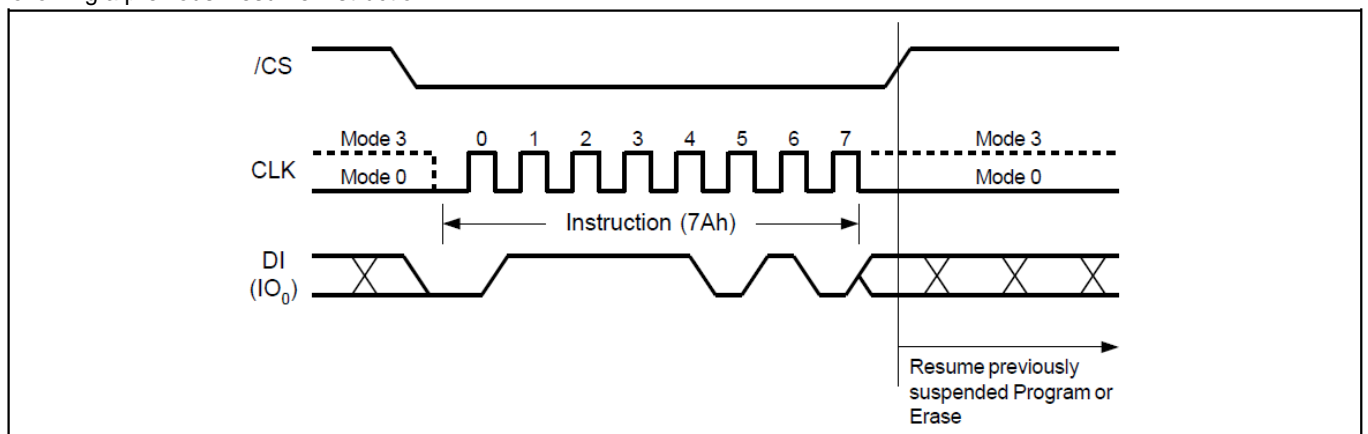 /CS
Mode 3 0 1 2 3 4 5 6 7 Mode 3
CLK
Mode 0 Mode 0
Instruction (7Ah)
DI
(IO0)
Resume previously
suspended Program or
Erase